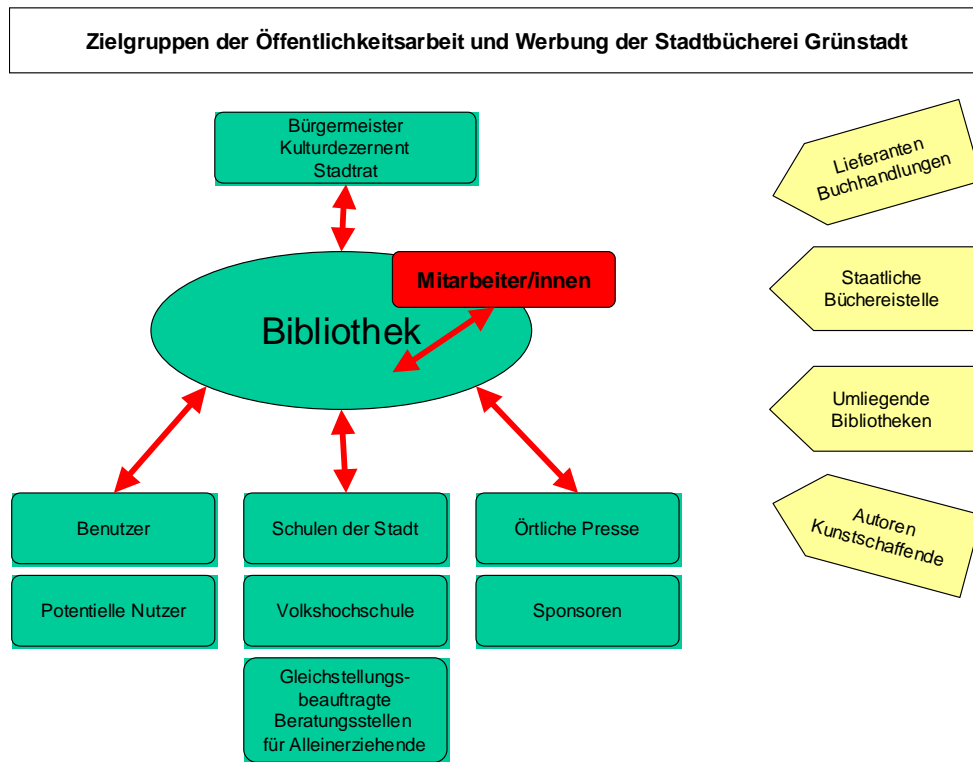 Zielgruppen der Öffentlichkeitsarbeit und Werbung der Stadtbücherei Grünstadt
Bürgermeister
Kulturdezernent
Stadtrat
Lieferanten
Buchhandlungen
Mitarbeiter/innen
Bibliothek
Staatliche
Büchereistelle
Umliegende
Bibliotheken
Autoren
Kunstschaffende
Benutzer
Schulen der Stadt
Örtliche Presse
Potentielle Nutzer
Volkshochschule
Sponsoren
Gleichstellungs-
beauftragte
Beratungsstellen
für Alleinerziehende